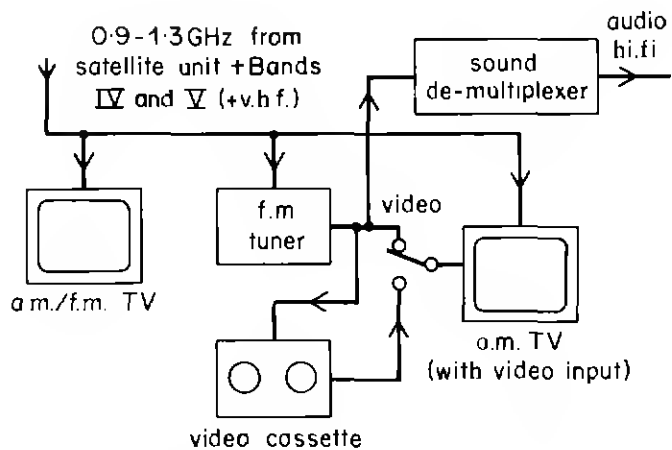 0·9-1·3GHz from
satellite unit + Bands
IV and V (+v.h f.)
audio
hi.fi
sound
de-multiplexer
f.m
tuner
video
a m./f.m. TV
a.m. TV
(with video input)
video cassette